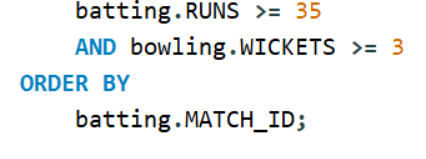 batting.RUNS >= 35
AND bowling.WICKETS >= 3
ORDER BY
batting.MATCH_ID;